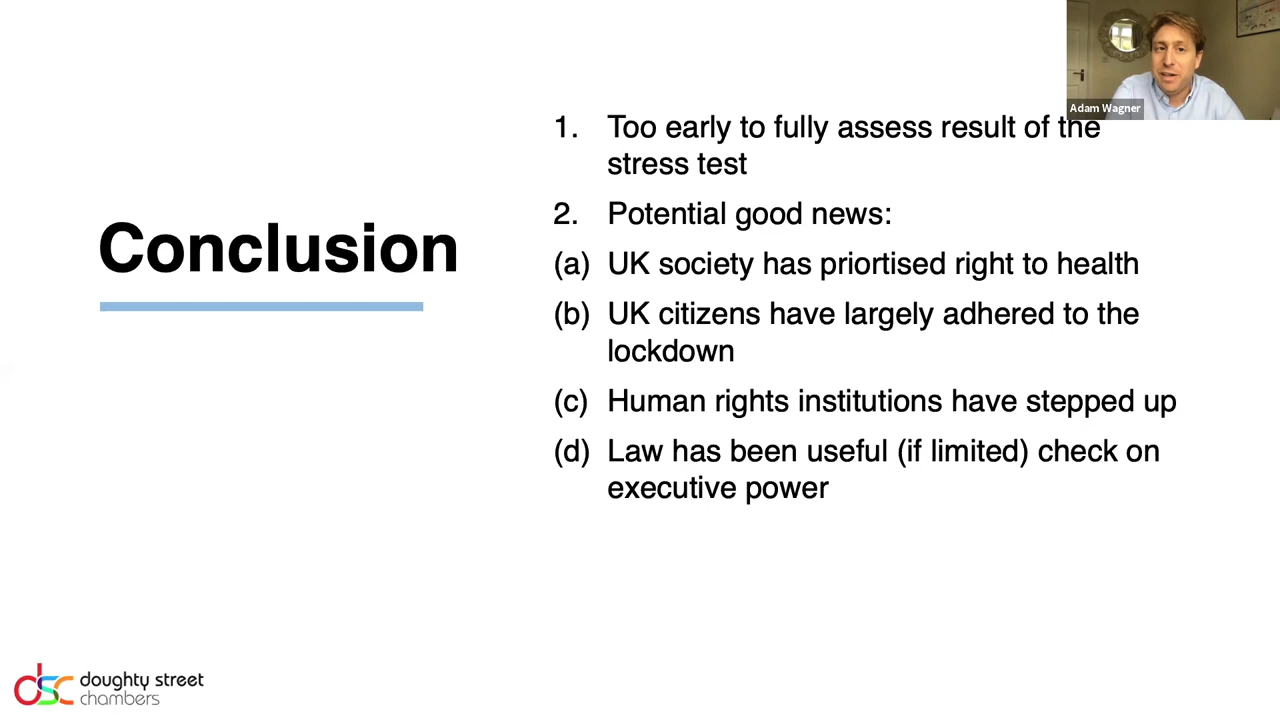 Adam Wagner
Conclusion
1. Too early to fully assess result of the
stress test
2. Potential good news:
(a) UK society has priortised right to health
(b) UK citizens have largely adhered to the
lockdown
(c) Human rights institutions have stepped up
(d) Law has been useful (if limited) check on
executive power
dsc
doughty street
chambers